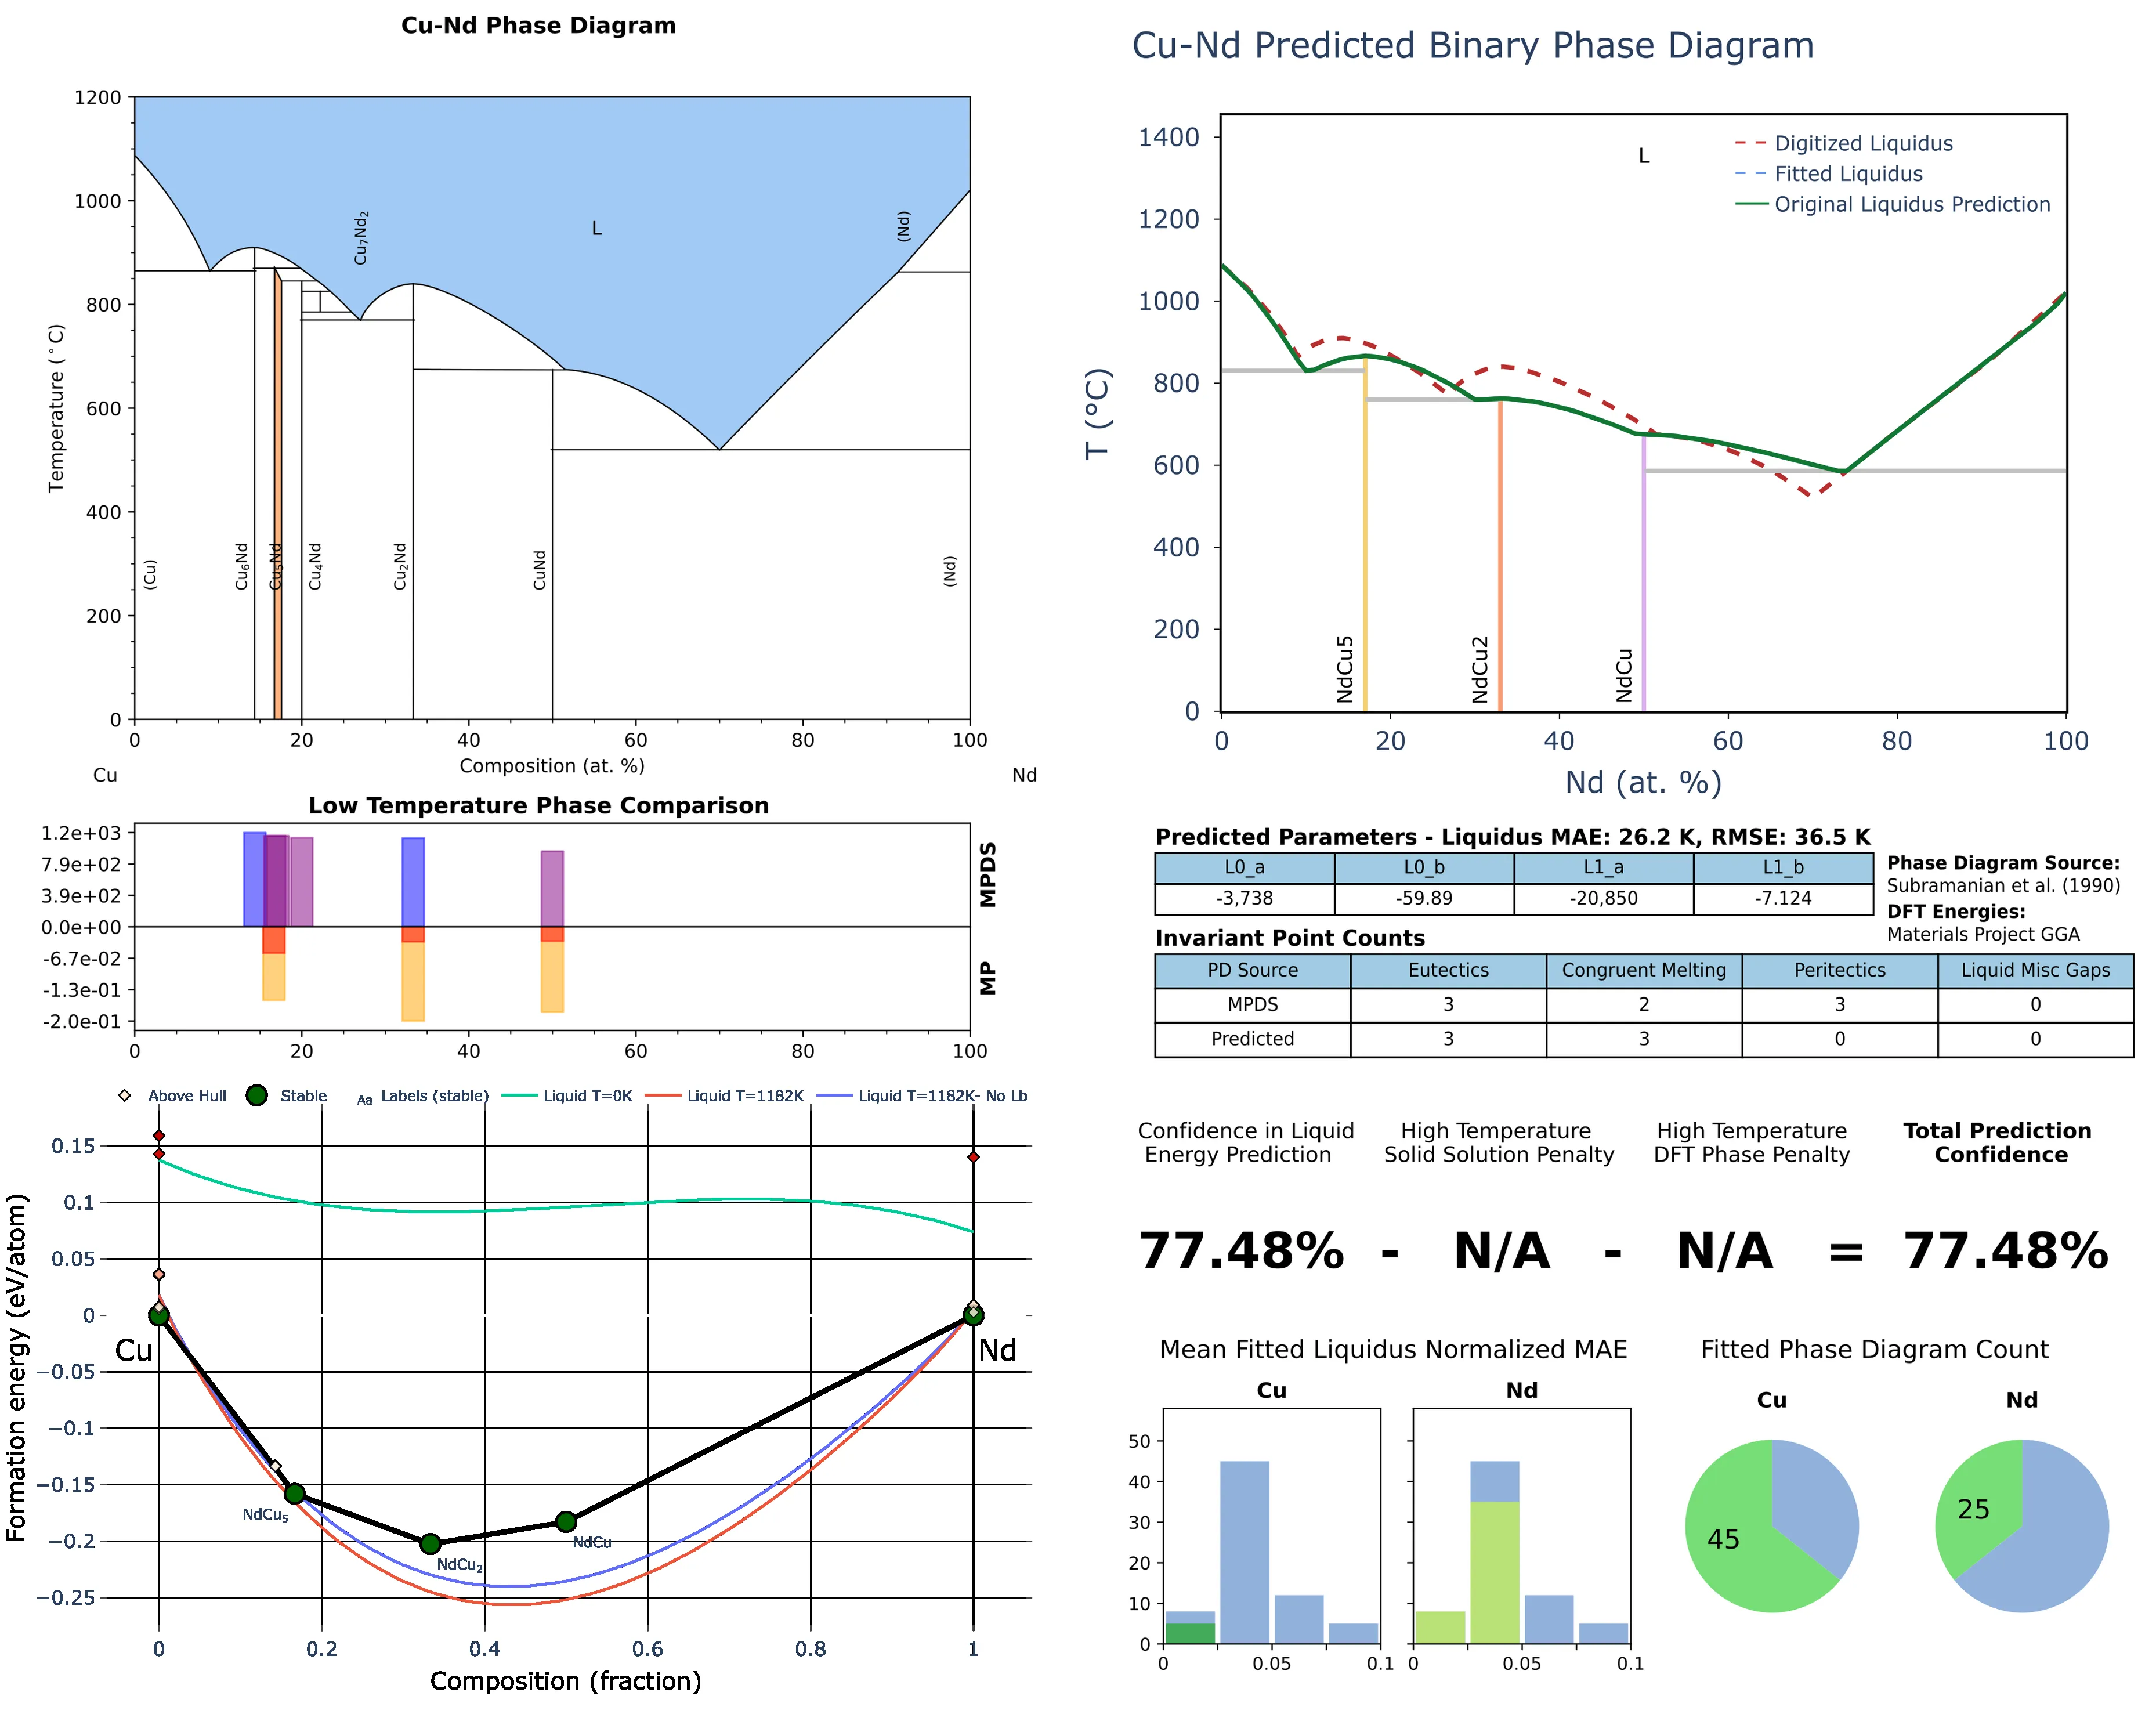 Cu-Nd Phase Diagram
1200
1000
800
600
400
200
0
Temperature (°C)
L
Cu₇Nd₂
(Nd)
(Cu)
Cu₆Nd
Cu₅Nd
Cu₄Nd
Cu₂Nd
CuNd
(Nd)
0 20 40 60 80 100
Composition (at. %)
Cu Nd
Low Temperature Phase Comparison
1.2e+03
7.9e+02
3.9e+02
0.0e+00
-6.7e-02
-1.3e-01
-2.0e-01
MPDS
MP
0 20 40 60 80 100
Above Hull Stable Aa Labels (stable) Liquid T=0K Liquid T=1182K Liquid T=1182K- No Lb
0.15
0.1
0.05
0
−0.05
−0.1
−0.15
−0.2
−0.25
Formation energy (eV/atom)
Cu Nd
NdCu₅
NdCu₂
NdCu
0 0.2 0.4 0.6 0.8 1
Composition (fraction)
Cu-Nd Predicted Binary Phase Diagram
1400
1200
1000
800
600
400
200
0
T (°C)
L
Digitized Liquidus
Fitted Liquidus
Original Liquidus Prediction
NdCu5
NdCu2
NdCu
0 20 40 60 80 100
Nd (at. %)
Predicted Parameters - Liquidus MAE: 26.2 K, RMSE: 36.5 K
L0_a L0_b L1_a L1_b
-3,738 -59.89 -20,850 -7.124
Phase Diagram Source:
Subramanian et al. (1990)
DFT Energies:
Materials Project GGA
Invariant Point Counts
PD Source Eutectics Congruent Melting Peritectics Liquid Misc Gaps
MPDS 3 2 3 0
Predicted 3 3 0 0
Confidence in Liquid
Energy Prediction
High Temperature
Solid Solution Penalty
High Temperature
DFT Phase Penalty
Total Prediction
Confidence
77.48% - N/A - N/A = 77.48%
Mean Fitted Liquidus Normalized MAE
Cu Nd
50
40
30
20
10
0
0 0.05 0.1 0 0.05 0.1
Fitted Phase Diagram Count
Cu Nd
45 25